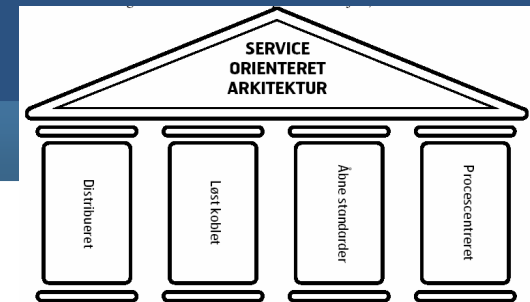 SERVICE
ORIENTERET
ARKITEKTUR
Distribueret
Løst koblet
Åbne standarder
Procescentreret